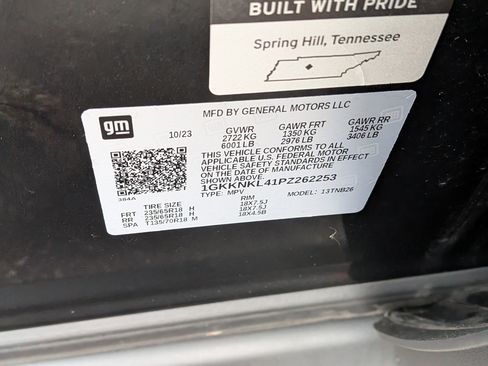 BUILT WITH PRIDE
Spring Hill, Tennessee
MFD BY GENERAL MOTORS LLC
gm
10/23 GVWR GAWR FRT GAWR RR
2722 KG 1350 KG 1545 KG
6001 LB 2976 LB 3406 LB
THIS VEHICLE CONFORMS TO ALL
APPLICABLE U.S. FEDERAL MOTOR
VEHICLE SAFETY STANDARDS IN EFFECT
ON THE DATE OF MANUFACTURE
SHOWN ABOVE.
1GKKNKL41PZ262253
TYPE: MPV MODEL: 13TNB26
384A
TIRE SIZE RIM
FRT 235/65R18 H 18X7.5J
RR 235/65R18 H 18X7.5J
SPA T135/70R18 M 18X4.5B